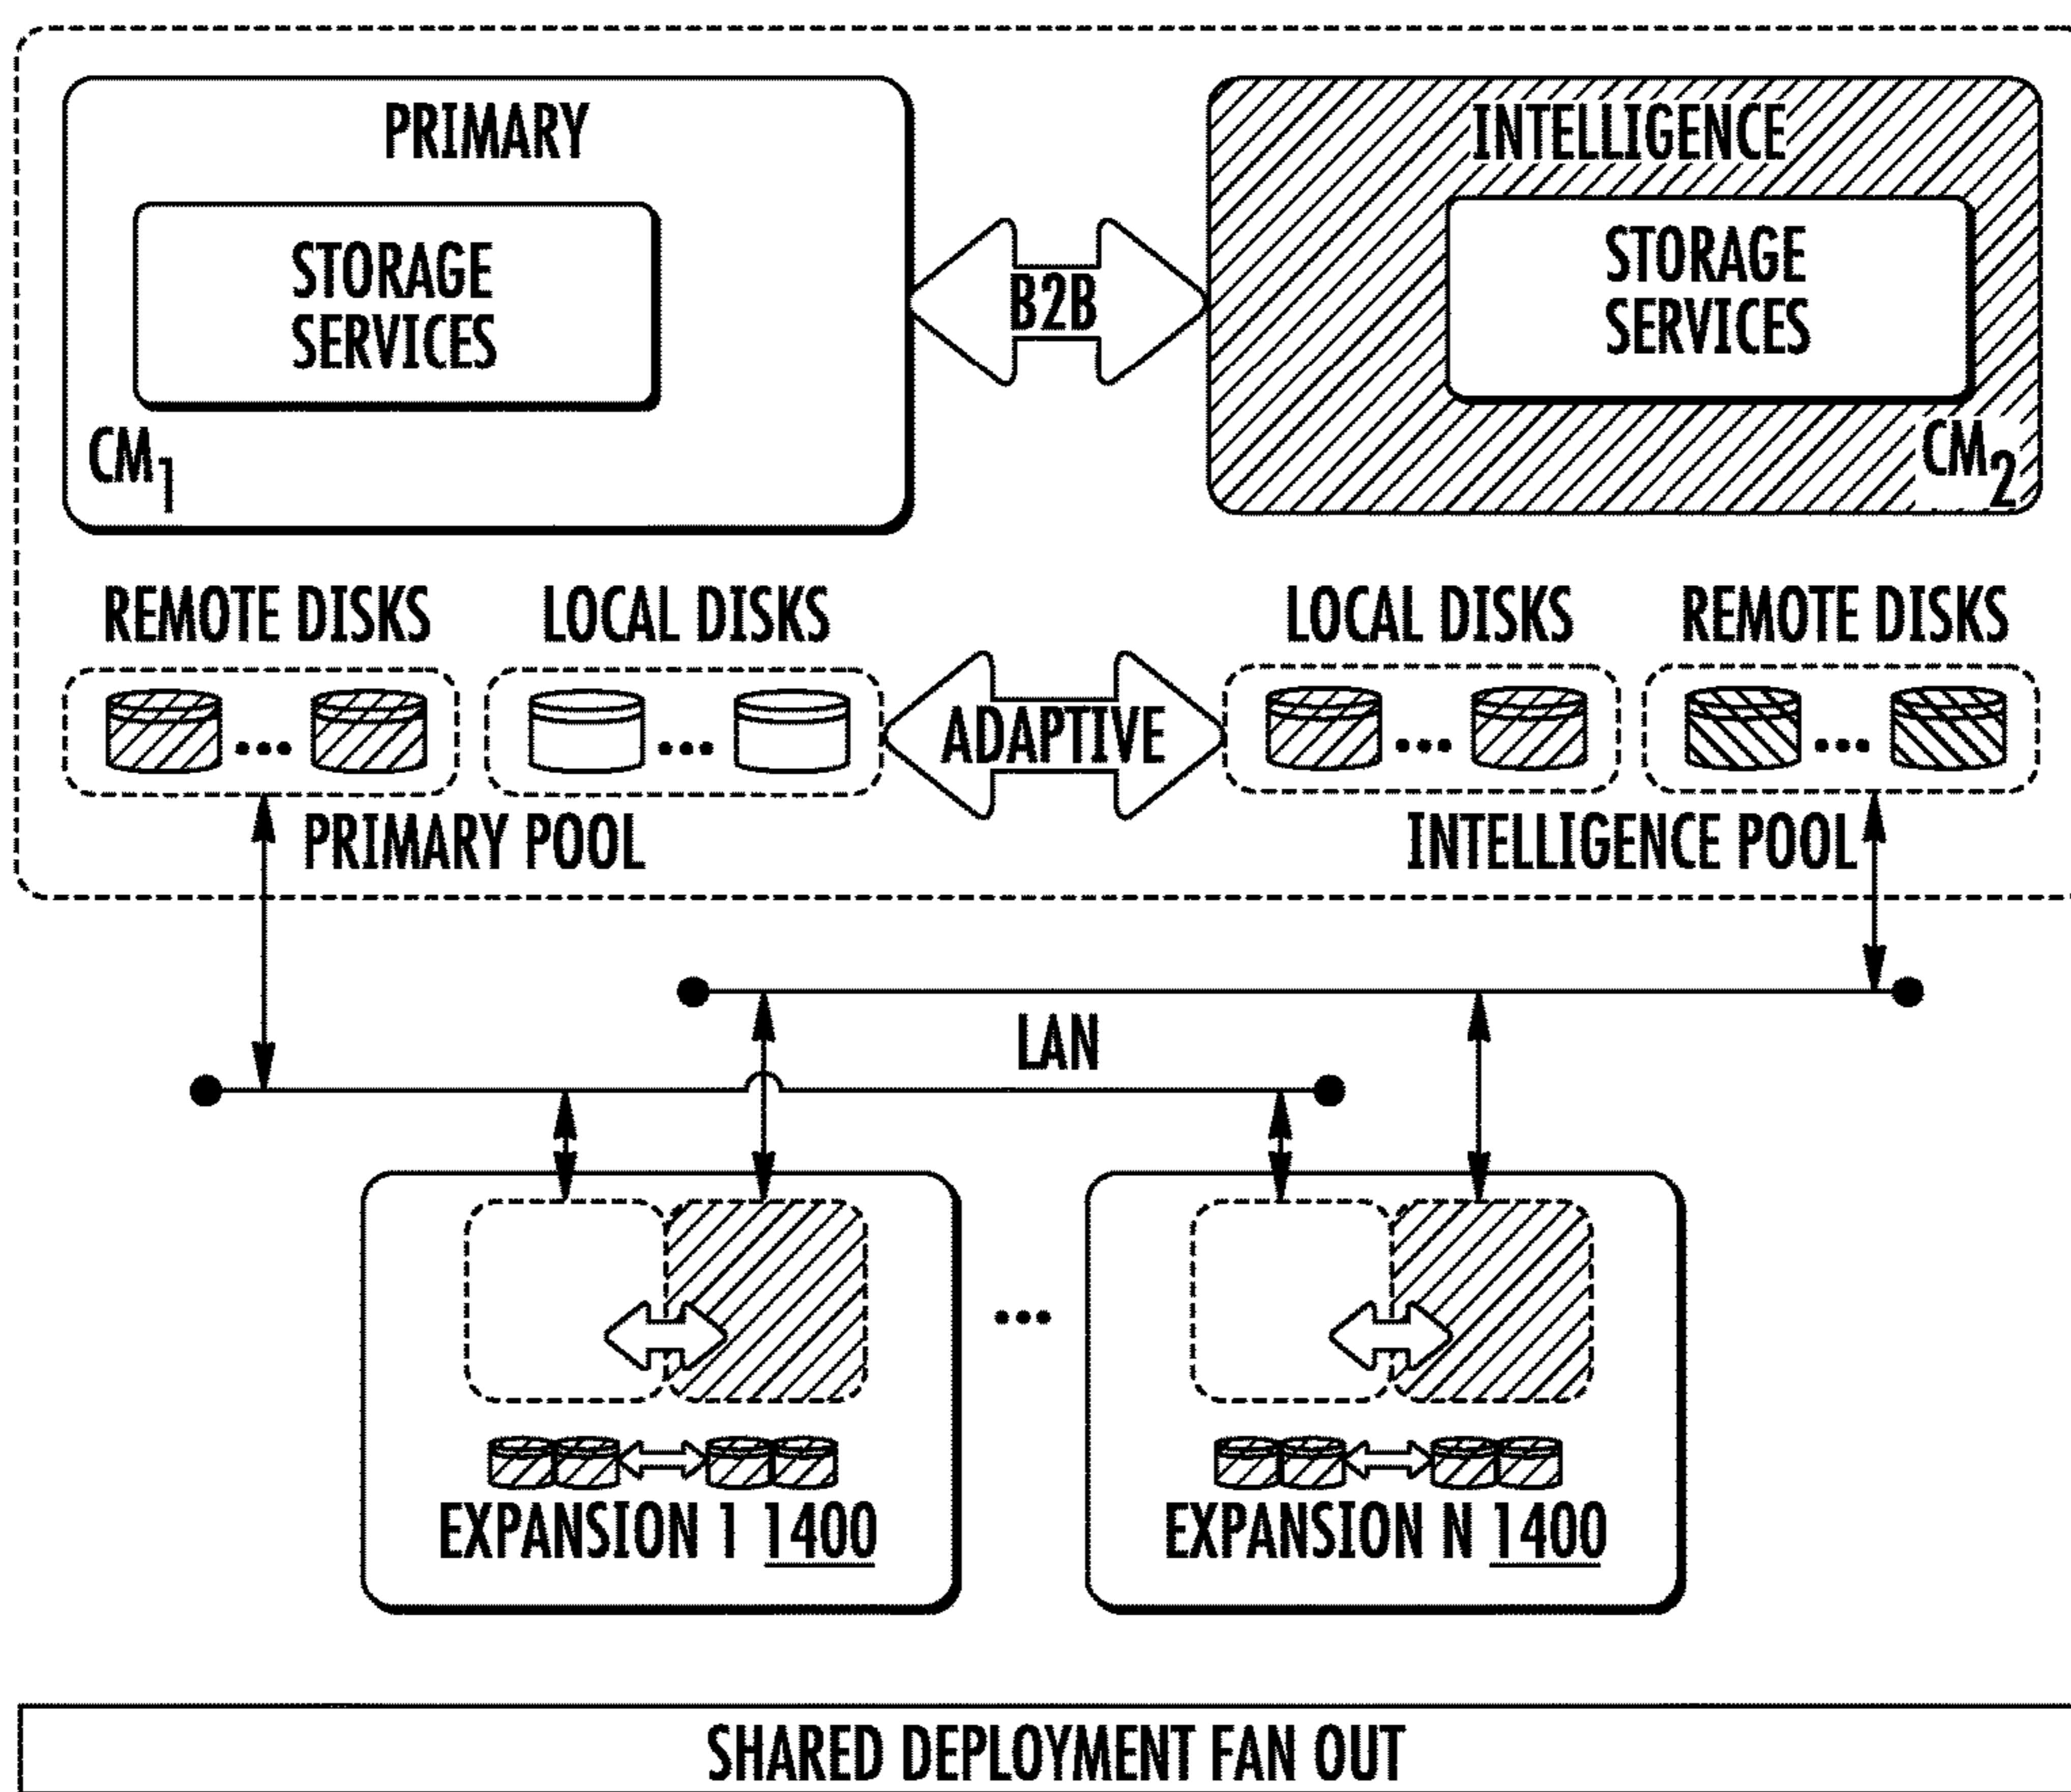 PRIMARY
INTELLIGENCE
STORAGE
SERVICES
B2B
STORAGE
SERVICES
CM1
CM2
REMOTE DISKS
LOCAL DISKS
LOCAL DISKS
REMOTE DISKS
ADAPTIVE
PRIMARY POOL
INTELLIGENCE POOL
LAN
EXPANSION 1 1400
EXPANSION N 1400
SHARED DEPLOYMENT FAN OUT